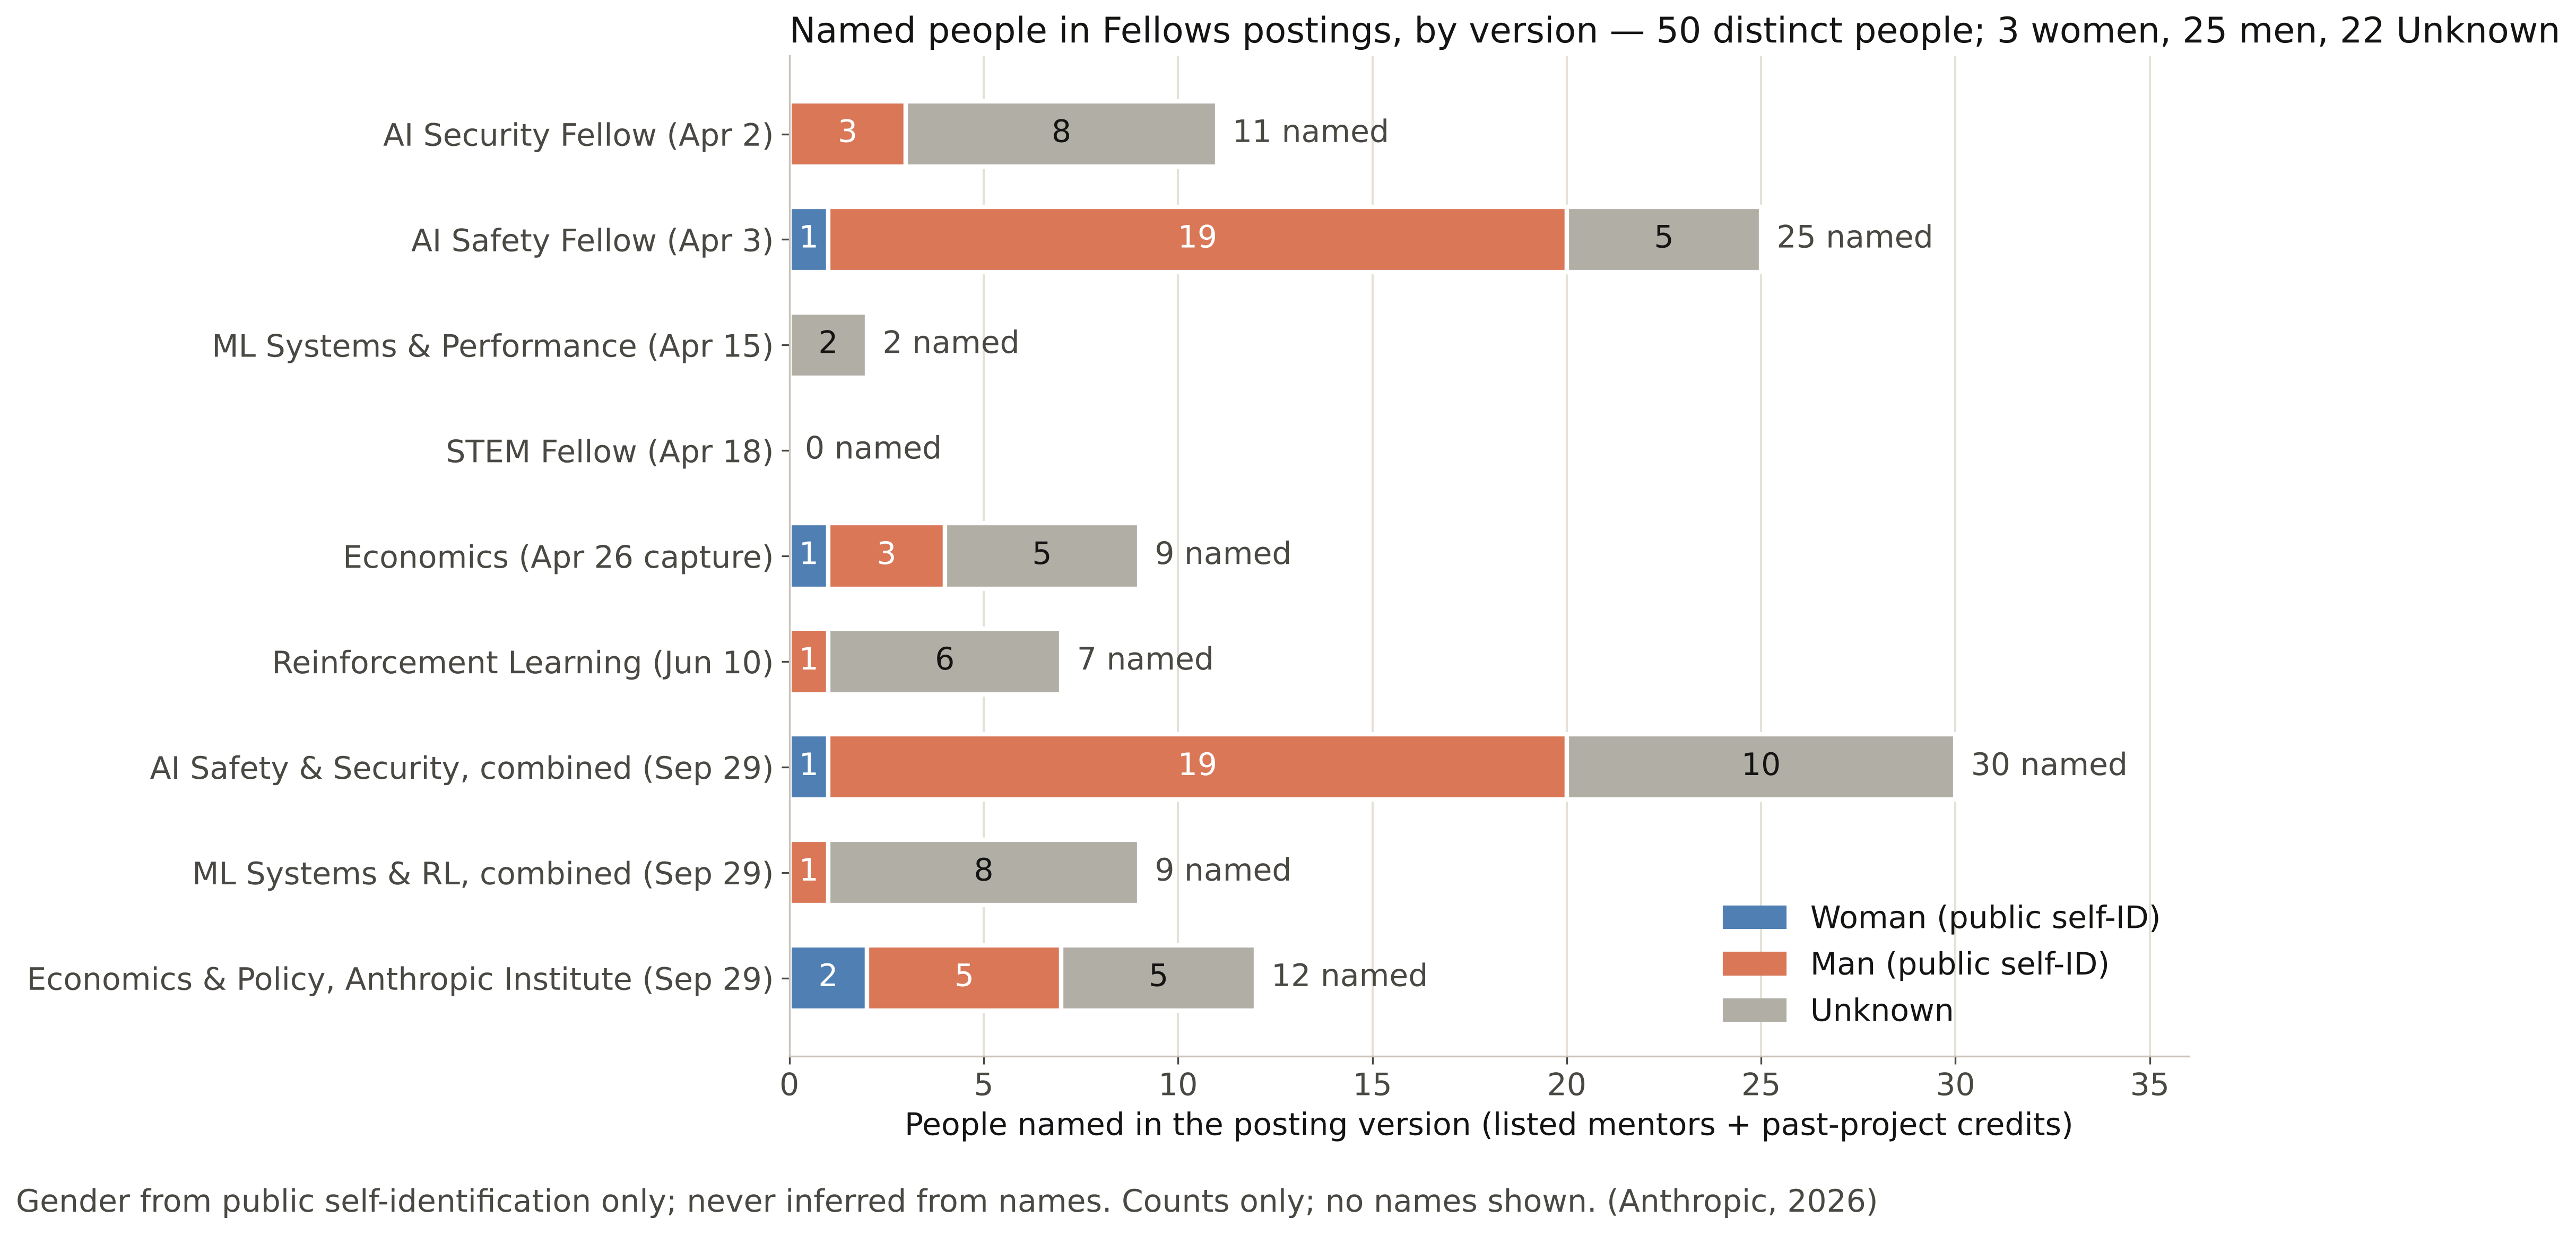 Named people in Fellows postings, by version — 50 distinct people; 3 women, 25 men, 22 Unknown
AI Security Fellow (Apr 2) 3 8 11 named
AI Safety Fellow (Apr 3) 1 19 5 25 named
ML Systems & Performance (Apr 15) 2 2 named
STEM Fellow (Apr 18) 0 named
Economics (Apr 26 capture) 1 3 5 9 named
Reinforcement Learning (Jun 10) 1 6 7 named
AI Safety & Security, combined (Sep 29) 1 19 10 30 named
ML Systems & RL, combined (Sep 29) 1 8 9 named
Economics & Policy, Anthropic Institute (Sep 29) 2 5 5 12 named
Woman (public self-ID)
Man (public self-ID)
Unknown
0 5 10 15 20 25 30 35
People named in the posting version (listed mentors + past-project credits)
Gender from public self-identification only; never inferred from names. Counts only; no names shown. (Anthropic, 2026)